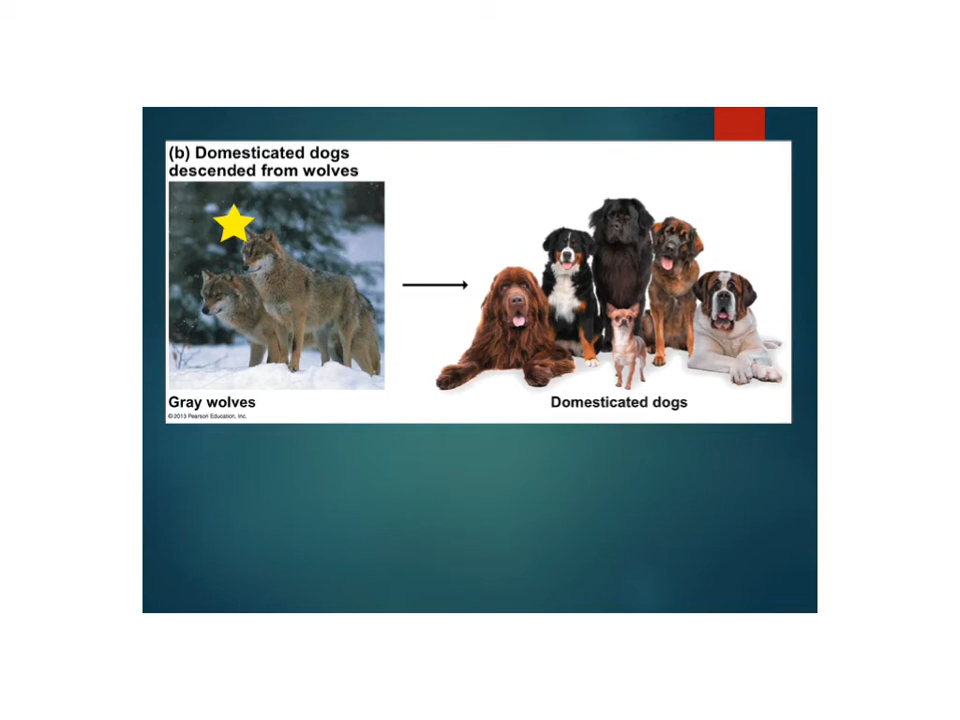 (b) Domesticated dogs
descended from wolves
Gray wolves
Domesticated dogs
©2013 Pearson Education, Inc.